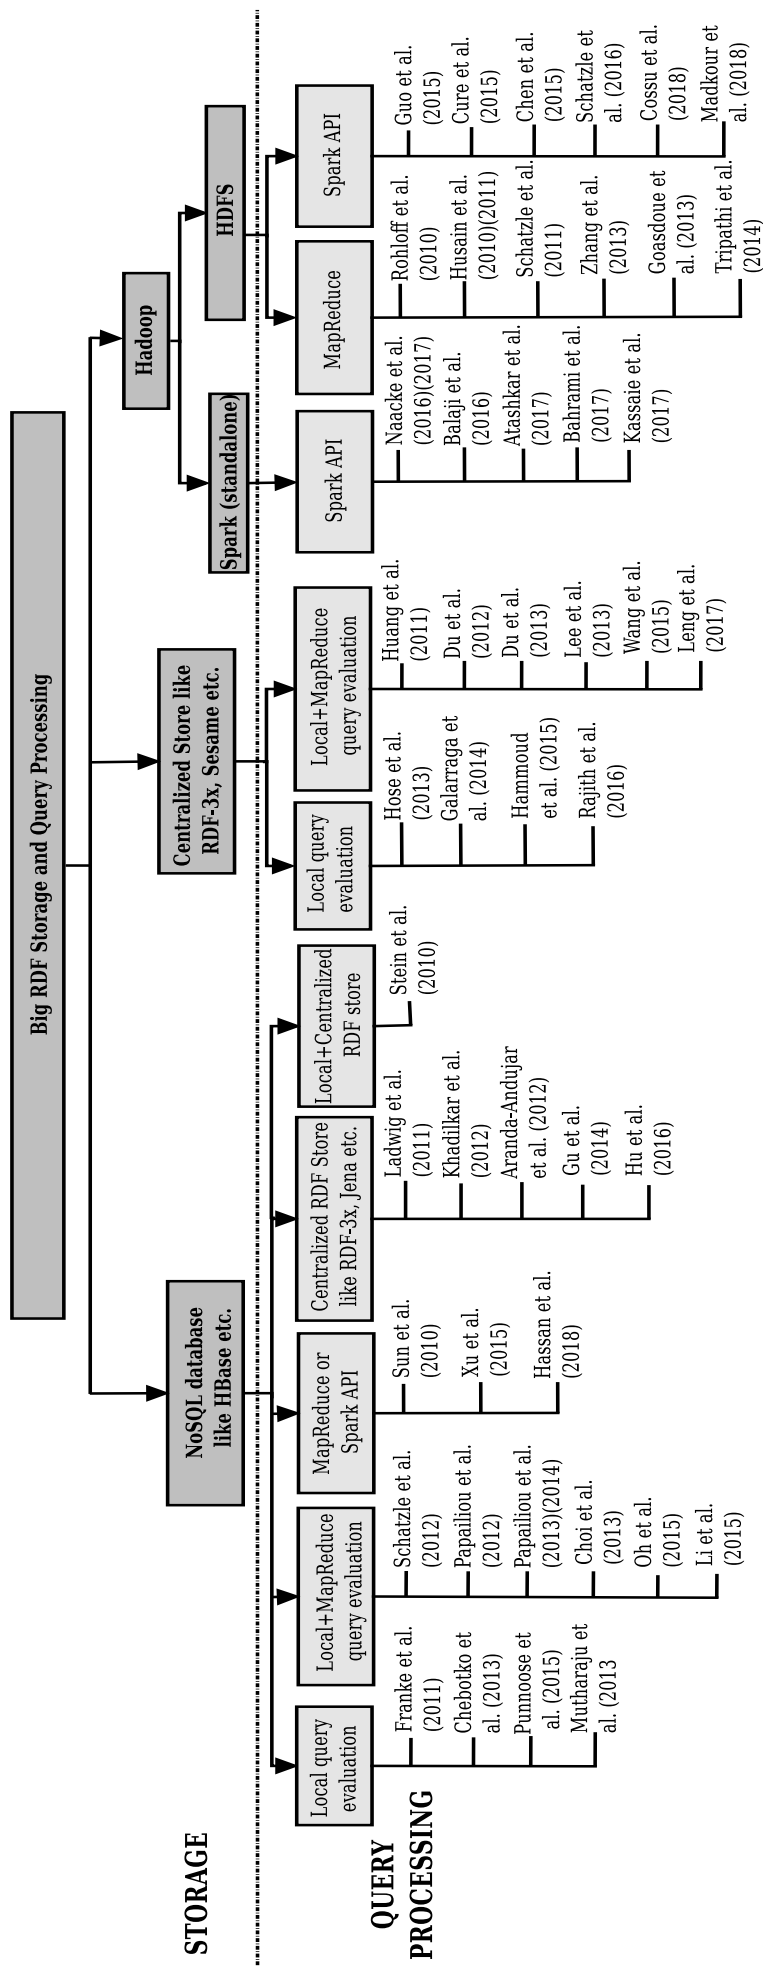 Big RDF Storage and Query Processing
NoSQL database
like HBase etc.
Centralized Store like
RDF-3x, Sesame etc.
Hadoop
Spark (standalone)
HDFS
STORAGE
QUERY
PROCESSING
Local query
evaluation
Franke et al.
(2011)
Chebotko et
al. (2013)
Punnoose et
al. (2015)
Mutharaju et
al. (2013
Local+MapReduce
query evaluation
Schatzle et al.
(2012)
Papailiou et al.
(2012)
Papailiou et al.
(2013)(2014)
Choi et al.
(2013)
Oh et al.
(2015)
Li et al.
(2015)
MapReduce or
Spark API
Sun et al.
(2010)
Xu et al.
(2015)
Hassan et al.
(2018)
Centralized RDF Store
like RDF-3x, Jena etc.
Ladwig et al.
(2011)
Khadilkar et al.
(2012)
Aranda-Andujar
et al. (2012)
Gu et al.
(2014)
Hu et al.
(2016)
Local+Centralized
RDF store
Stein et al.
(2010)
Local query
evaluation
Hose et al.
(2013)
Galarraga et
al. (2014)
Hammoud
et al. (2015)
Rajith et al.
(2016)
Local+MapReduce
query evaluation
Huang et al.
(2011)
Du et al.
(2012)
Du et al.
(2013)
Lee et al.
(2013)
Wang et al.
(2015)
Leng et al.
(2017)
Spark API
Naacke et al.
(2016)(2017)
Balaji et al.
(2016)
Atashkar et al.
(2017)
Bahrami et al.
(2017)
Kassaie et al.
(2017)
MapReduce
Rohloff et al.
(2010)
Husain et al.
(2010)(2011)
Schatzle et al.
(2011)
Zhang et al.
(2013)
Goasdoue et
al. (2013)
Tripathi et al.
(2014)
Spark API
Guo et al.
(2015)
Cure et al.
(2015)
Chen et al.
(2015)
Schatzle et
al. (2016)
Cossu et al.
(2018)
Madkour et
al. (2018)